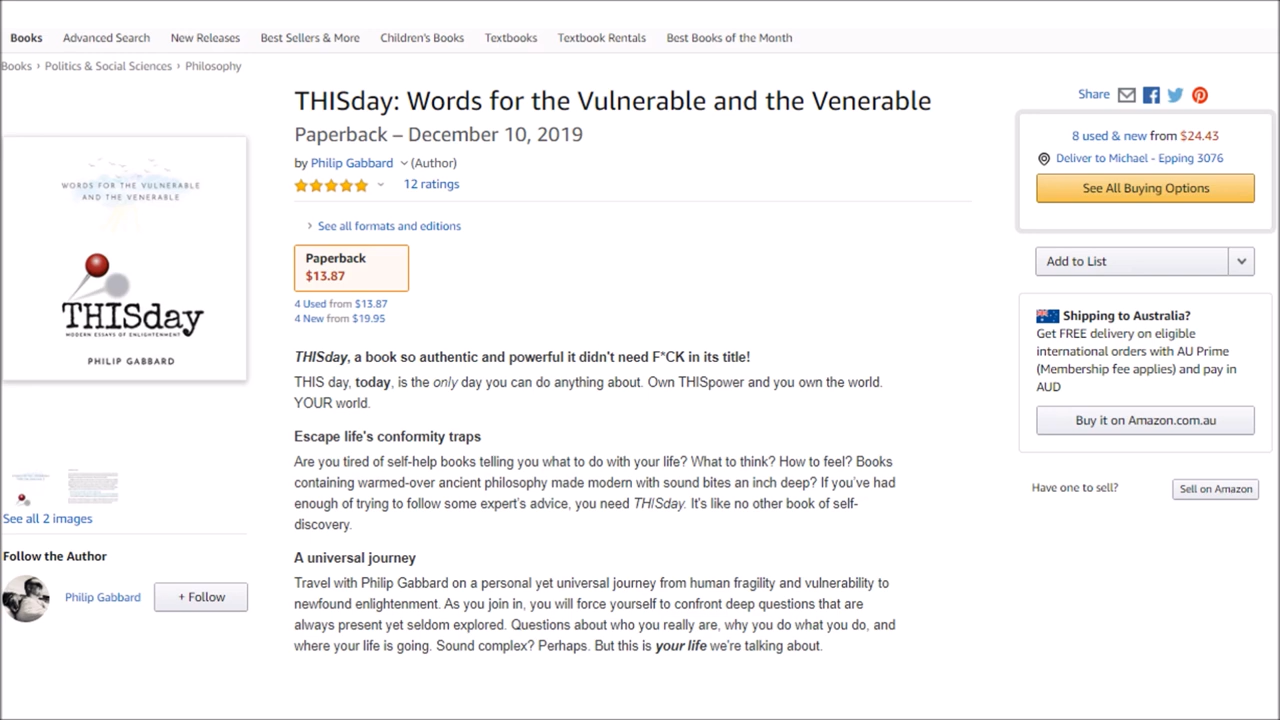 Books Advanced Search New Releases Best Sellers & More Children's Books Textbooks Textbook Rentals Best Books of the Month
Books › Politics & Social Sciences › Philosophy
WORDS FOR THE VULNERABLE
AND THE VENERABLE
THISday
MODERN ESSAYS OF ENLIGHTENMENT
PHILIP GABBARD
See all 2 images
Follow the Author
Philip Gabbard
+ Follow
THISday: Words for the Vulnerable and the Venerable
Paperback – December 10, 2019
by Philip Gabbard (Author)
12 ratings
› See all formats and editions
Paperback
$13.87
4 Used from $13.87
4 New from $19.95
THISday, a book so authentic and powerful it didn't need F*CK in its title!
THIS day, today, is the only day you can do anything about. Own THISpower and you own the world.
YOUR world.
Escape life's conformity traps
Are you tired of self-help books telling you what to do with your life? What to think? How to feel? Books
containing warmed-over ancient philosophy made modern with sound bites an inch deep? If you've had
enough of trying to follow some expert's advice, you need THISday. It's like no other book of self-
discovery.
A universal journey
Travel with Philip Gabbard on a personal yet universal journey from human fragility and vulnerability to
newfound enlightenment. As you join in, you will force yourself to confront deep questions that are
always present yet seldom explored. Questions about who you really are, why you do what you do, and
where your life is going. Sound complex? Perhaps. But this is your life we're talking about.
Share
8 used & new from $24.43
Deliver to Michael - Epping 3076
See All Buying Options
Add to List
Shipping to Australia?
Get FREE delivery on eligible
international orders with AU Prime
(Membership fee applies) and pay in
AUD
Buy it on Amazon.com.au
Have one to sell?
Sell on Amazon